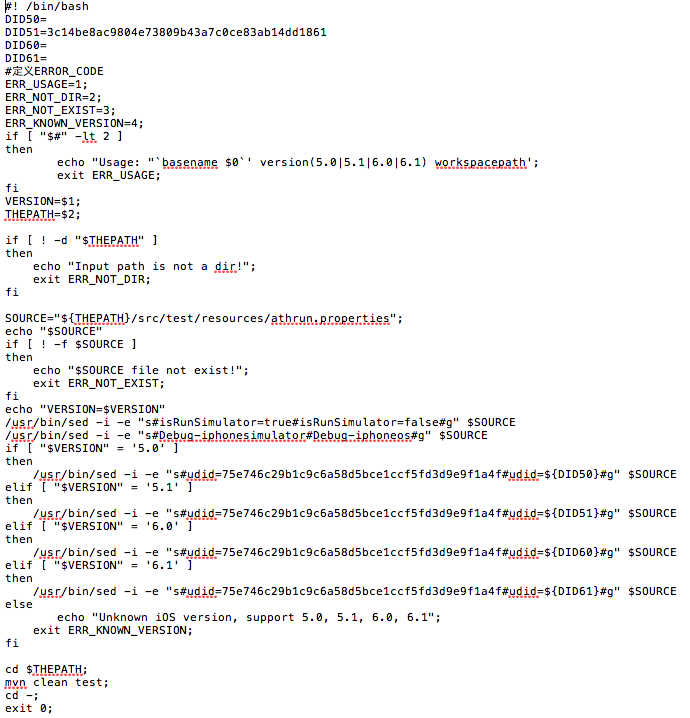 #! /bin/bash
DID50=
DID51=3c14be8ac9804e73809b43a7c0ce83ab14dd1861
DID60=
DID61=
#定义ERROR_CODE
ERR_USAGE=1;
ERR_NOT_DIR=2;
ERR_NOT_EXIST=3;
ERR_KNOWN_VERSION=4;
if [ "$#" -lt 2 ]
then
        echo "Usage: "`basename $0`' version(5.0|5.1|6.0|6.1) workspacepath';
        exit ERR_USAGE;
fi
VERSION=$1;
THEPATH=$2;

if [ ! -d "$THEPATH" ]
then
    echo "Input path is not a dir!";
    exit ERR_NOT_DIR;
fi

SOURCE="${THEPATH}/src/test/resources/athrun.properties";
echo "$SOURCE"
if [ ! -f $SOURCE ]
then
    echo "$SOURCE file not exist!";
    exit ERR_NOT_EXIST;
fi
echo "VERSION=$VERSION"
/usr/bin/sed -i -e "s#isRunSimulator=true#isRunSimulator=false#g" $SOURCE
/usr/bin/sed -i -e "s#Debug-iphonesimulator#Debug-iphoneos#g" $SOURCE
if [ "$VERSION" = '5.0' ]
then
    /usr/bin/sed -i -e "s#udid=75e746c29b1c9c6a58d5bce1ccf5fd3d9e9f1a4f#udid=${DID50}#g" $SOURCE
elif [ "$VERSION" = '5.1' ]
then
    /usr/bin/sed -i -e "s#udid=75e746c29b1c9c6a58d5bce1ccf5fd3d9e9f1a4f#udid=${DID51}#g" $SOURCE
elif [ "$VERSION" = '6.0' ]
then
    /usr/bin/sed -i -e "s#udid=75e746c29b1c9c6a58d5bce1ccf5fd3d9e9f1a4f#udid=${DID60}#g" $SOURCE
elif [ "$VERSION" = '6.1' ]
then
    /usr/bin/sed -i -e "s#udid=75e746c29b1c9c6a58d5bce1ccf5fd3d9e9f1a4f#udid=${DID61}#g" $SOURCE
else
        echo "Unknown iOS version, support 5.0, 5.1, 6.0, 6.1";
    exit ERR_KNOWN_VERSION;
fi

cd $THEPATH;
mvn clean test;
cd -;
exit 0;